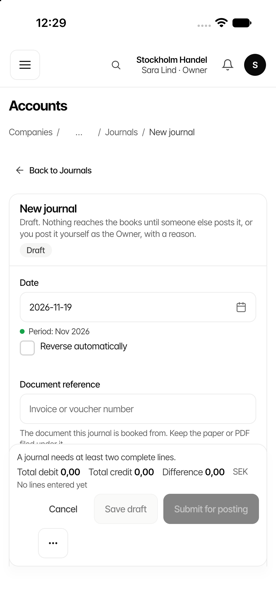 12:29
Stockholm Handel
Sara Lind · Owner
S
Accounts
Companies / ... / Journals / New journal
Back to Journals
New journal
Draft. Nothing reaches the books until someone else posts it, or
you post it yourself as the Owner, with a reason.
Draft
Date
2026-11-19
Period: Nov 2026
Reverse automatically
Document reference
Invoice or voucher number
The document this journal is booked from. Keep the paper or PDF
filed under it.
A journal needs at least two complete lines.
Total debit 0,00 Total credit 0,00 Difference 0,00 SEK
No lines entered yet
Cancel Save draft Submit for posting
...